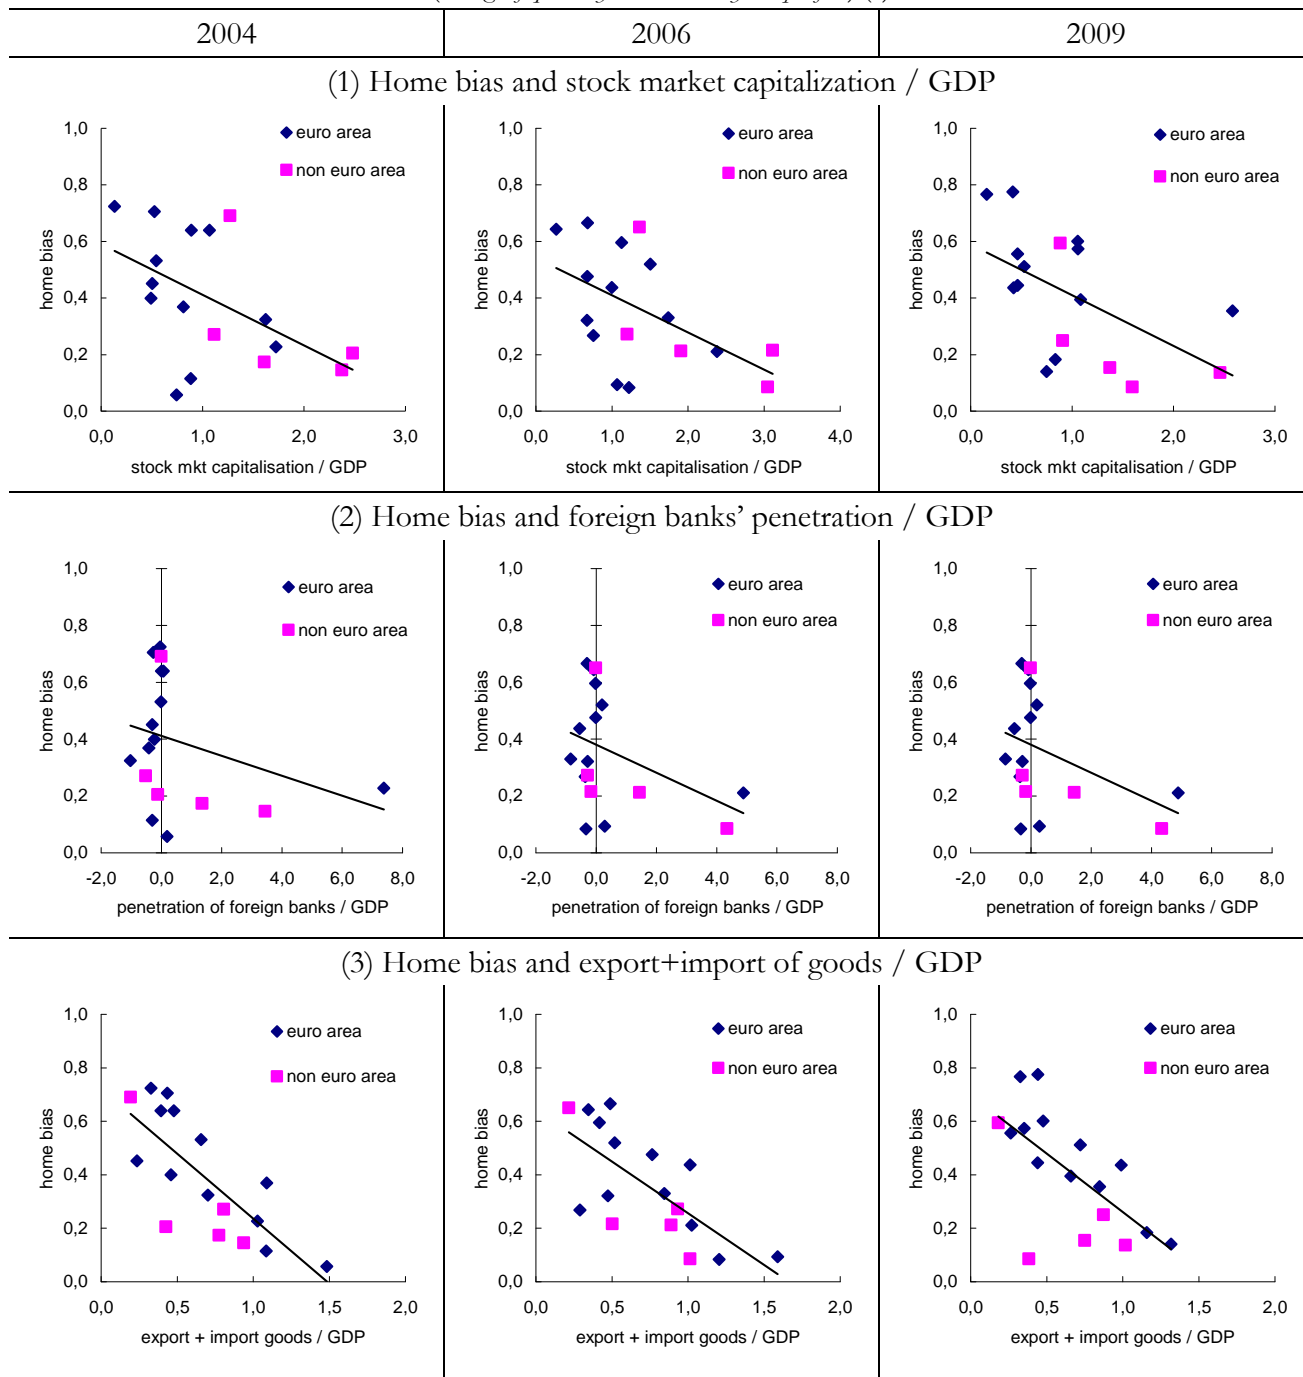 2004 2006 2009
(1) Home bias and stock market capitalization / GDP
1,0
0,8
0,6
0,4
0,2
0,0
0,0 1,0 2,0 3,0
home bias
stock mkt capitalisation / GDP
euro area
non euro area
1,0
0,8
0,6
0,4
0,2
0,0
0,0 1,0 2,0 3,0 4,0
home bias
stock mkt capitalisation / GDP
euro area
non euro area
1,0
0,8
0,6
0,4
0,2
0,0
0,0 1,0 2,0 3,0
home bias
stock mkt capitalisation / GDP
euro area
non euro area
(2) Home bias and foreign banks’ penetration / GDP
1,0
0,8
0,6
0,4
0,2
0,0
-2,0 0,0 2,0 4,0 6,0 8,0
home bias
penetration of foreign banks / GDP
euro area
non euro area
1,0
0,8
0,6
0,4
0,2
0,0
-2,0 0,0 2,0 4,0 6,0 8,0
home bias
penetration of foreign banks / GDP
euro area
non euro area
1,0
0,8
0,6
0,4
0,2
0,0
-2,0 0,0 2,0 4,0 6,0 8,0
home bias
penetration of foreign banks / GDP
euro area
non euro area
(3) Home bias and export+import of goods / GDP
1,0
0,8
0,6
0,4
0,2
0,0
0,0 0,5 1,0 1,5 2,0
home bias
export + import goods / GDP
euro area
non euro area
1,0
0,8
0,6
0,4
0,2
0,0
0,0 0,5 1,0 1,5 2,0
home bias
export + import goods / GDP
euro area
non euro area
1,0
0,8
0,6
0,4
0,2
0,0
0,0 0,5 1,0 1,5 2,0
home bias
export + import goods / GDP
euro area
non euro area